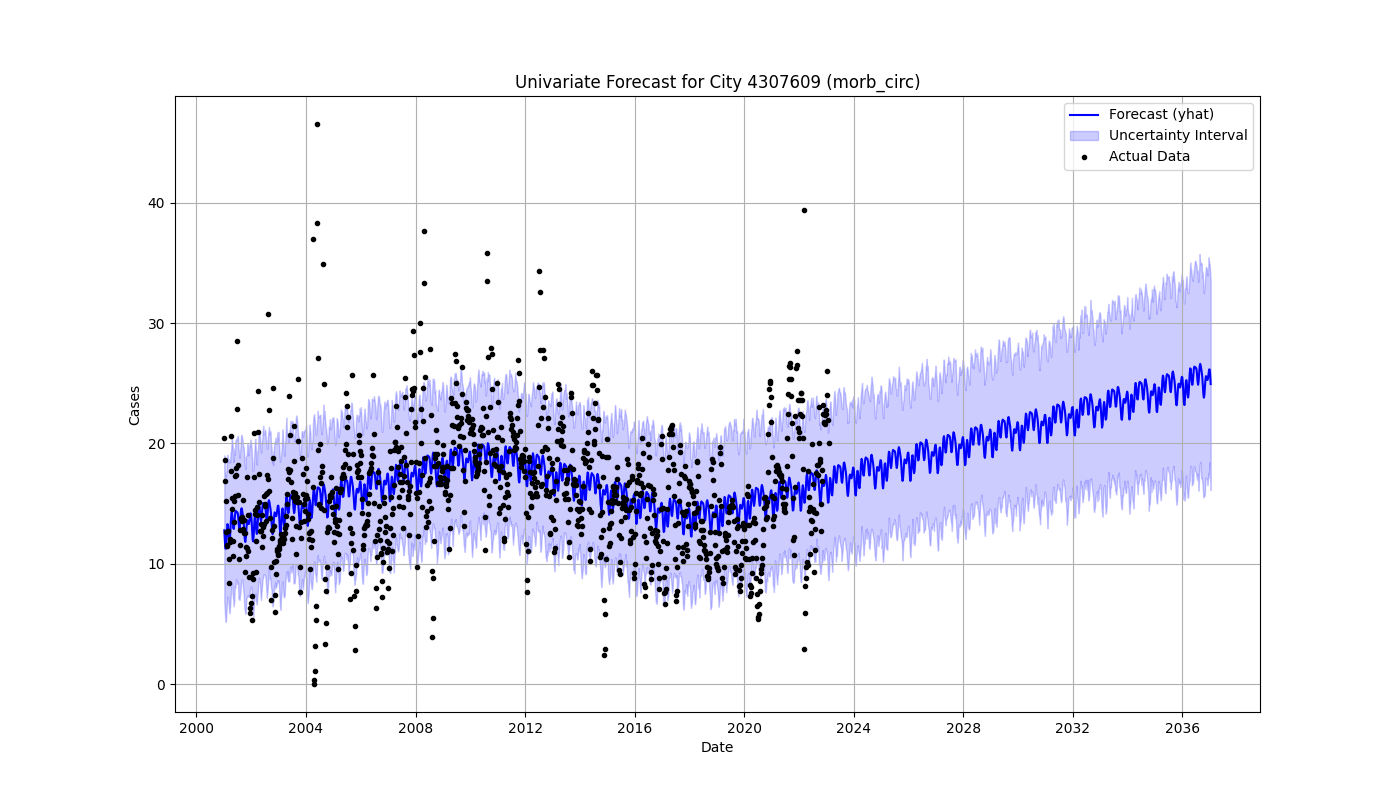 Univariate Forecast for City 4307609 (morb_circ)
Forecast (yhat)
Uncertainty Interval
Actual Data
Cases
40
30
20
10
0
2000 2004 2008 2012 2016 2020 2024 2028 2032 2036
Date